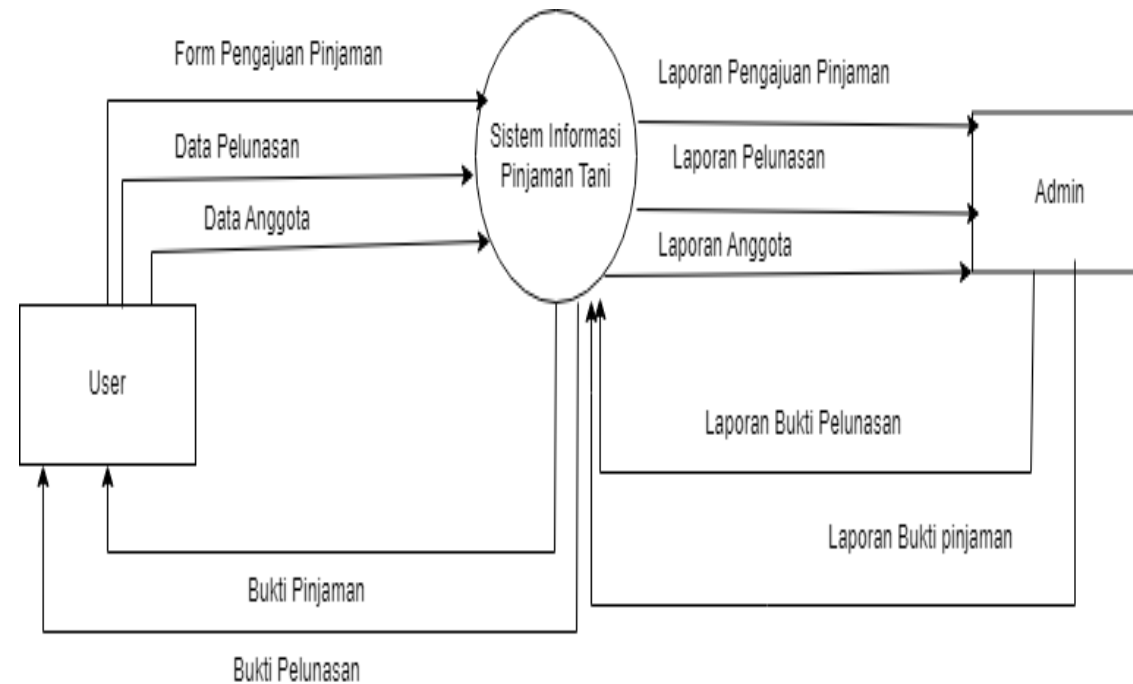 Form Pengajuan Pinjaman
Data Pelunasan
Data Anggota
Sistem Informasi
Pinjaman Tani
Laporan Pengajuan Pinjaman
Laporan Pelunasan
Laporan Anggota
Admin
User
Laporan Bukti Pelunasan
Laporan Bukti pinjaman
Bukti Pinjaman
Bukti Pelunasan